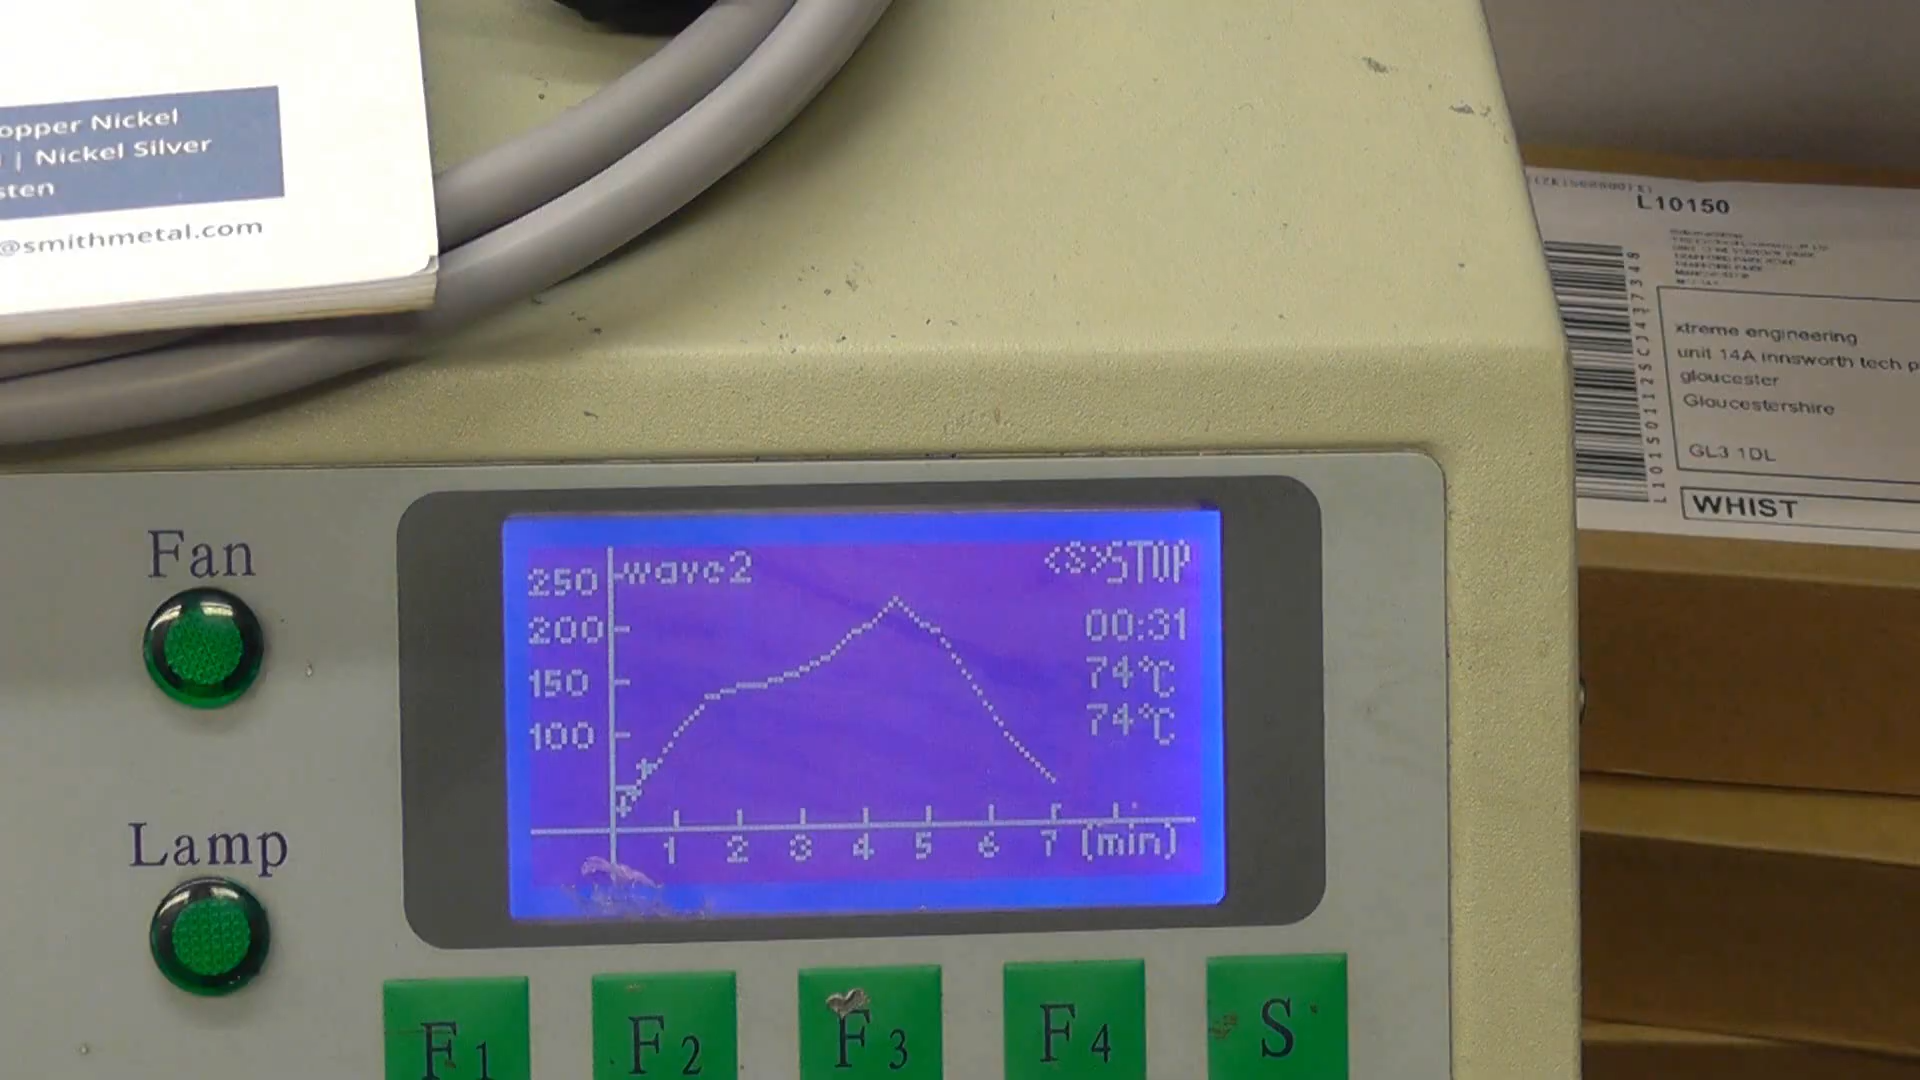 opper Nickel
| Nickel Silver
sten
@smithmetal.com
L10150
xtreme engineering
unit 14A innsworth tech p
gloucester
Gloucestershire
GL3 1DL
WHIST
Fan
Lamp
wave2
<S>STOP
00:31
74℃
74℃
250
200
150
100
1 2 3 4 5 6 7 (min)
F1 F2 F3 F4 S